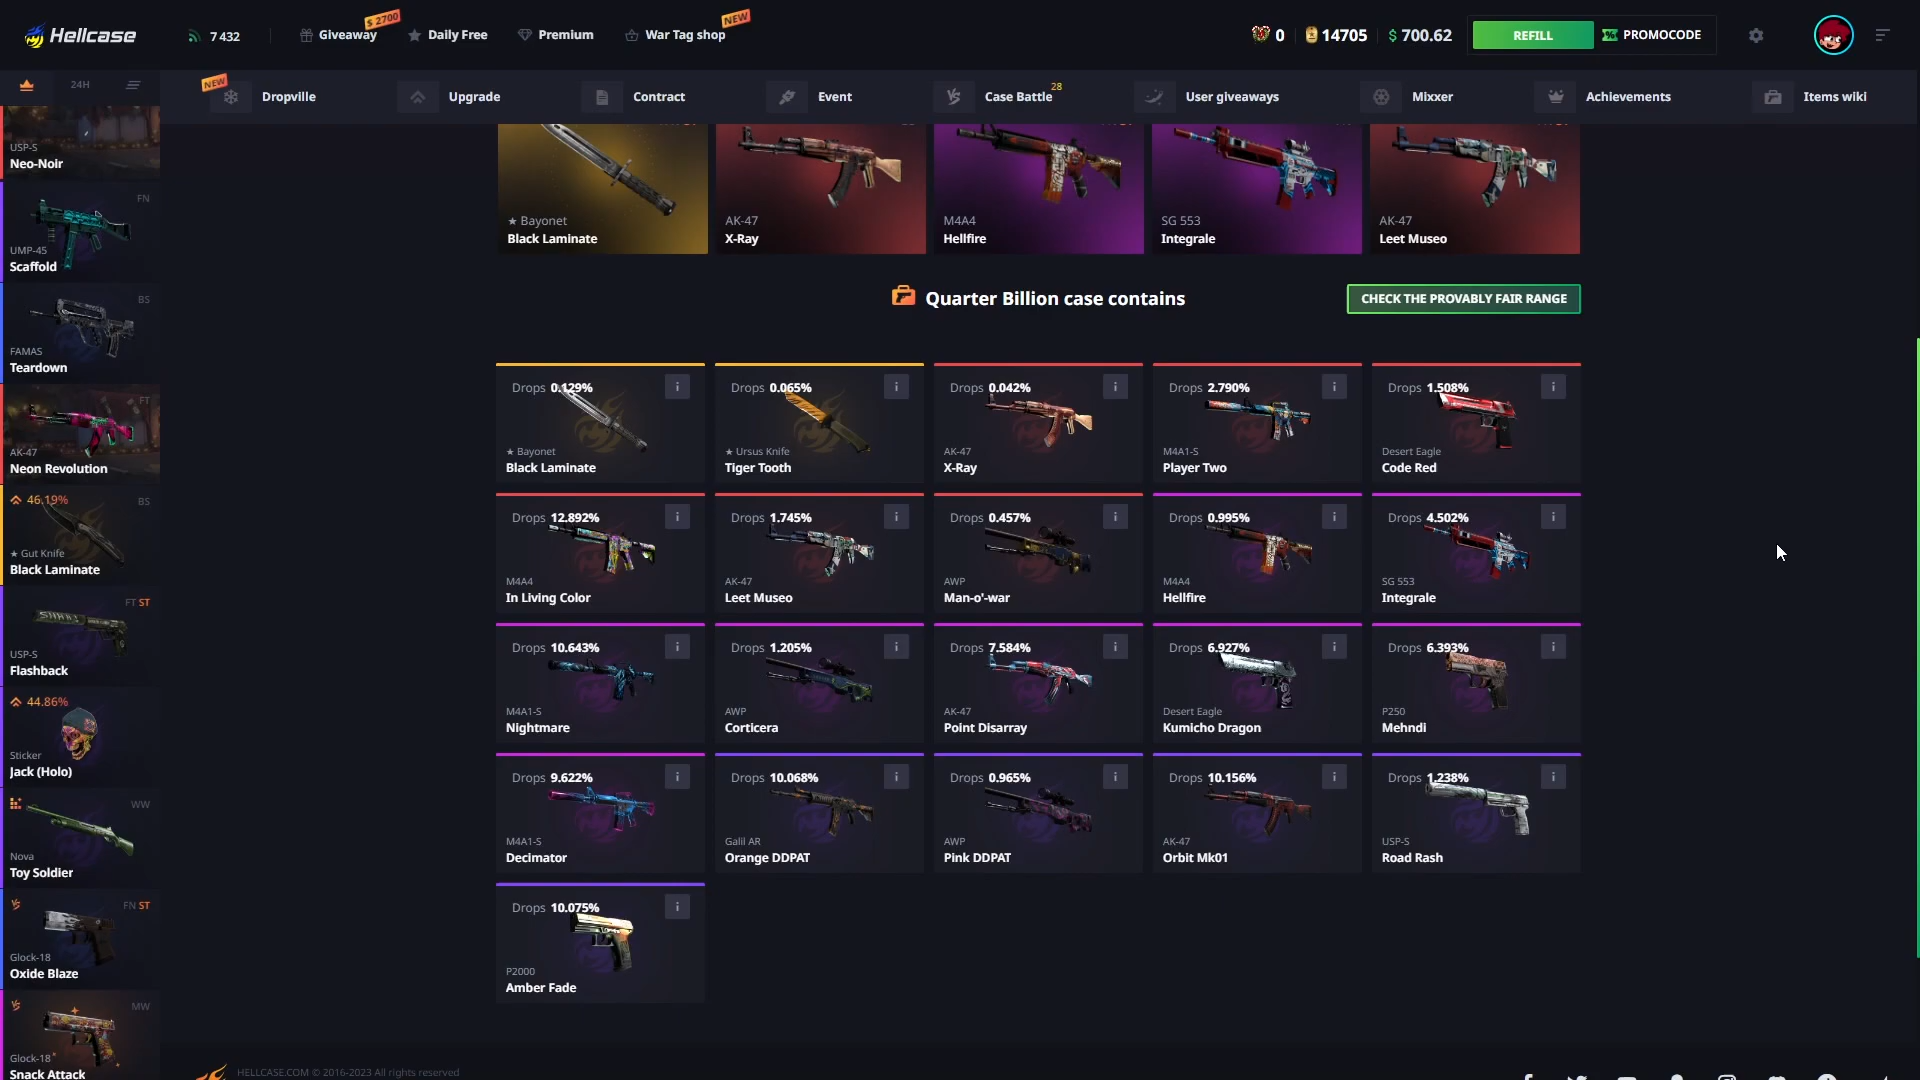 Hellcase
7 432
Giveaway
$ 2700
Daily Free
Premium
War Tag shop
NEW
0
14705
$ 700.62
REFILL
PROMOCODE
24H
NEW
Dropville
Upgrade
Contract
Event
Case Battle
28
User giveaways
Mixxer
Achievements
Items wiki
USP-S
Neo-Noir
FN
UMP-45
Scaffold
BS
FAMAS
Teardown
FT
AK-47
Neon Revolution
46.19%
BS
★ Gut Knife
Black Laminate
FT ST
USP-S
Flashback
44.86%
Sticker
Jack (Holo)
WW
Nova
Toy Soldier
FN ST
Glock-18
Oxide Blaze
MW
Glock-18
Snack Attack
★ Bayonet
Black Laminate
AK-47
X-Ray
M4A4
Hellfire
SG 553
Integrale
AK-47
Leet Museo
Quarter Billion case contains
CHECK THE PROVABLY FAIR RANGE
Drops 0.129%
i
★ Bayonet
Black Laminate
Drops 0.065%
i
★ Ursus Knife
Tiger Tooth
Drops 0.042%
i
AK-47
X-Ray
Drops 2.790%
i
M4A1-S
Player Two
Drops 1.508%
i
Desert Eagle
Code Red
Drops 12.892%
i
M4A4
In Living Color
Drops 1.745%
i
AK-47
Leet Museo
Drops 0.457%
i
AWP
Man-o'-war
Drops 0.995%
i
M4A4
Hellfire
Drops 4.502%
i
SG 553
Integrale
Drops 10.643%
i
M4A1-S
Nightmare
Drops 1.205%
i
AWP
Corticera
Drops 7.584%
i
AK-47
Point Disarray
Drops 6.927%
i
Desert Eagle
Kumicho Dragon
Drops 6.393%
i
P250
Mehndi
Drops 9.622%
i
M4A1-S
Decimator
Drops 10.068%
i
Galil AR
Orange DDPAT
Drops 0.965%
i
AWP
Pink DDPAT
Drops 10.156%
i
AK-47
Orbit Mk01
Drops 1.238%
i
USP-S
Road Rash
Drops 10.075%
i
P2000
Amber Fade
HELLCASE.COM © 2016-2023 All rights reserved